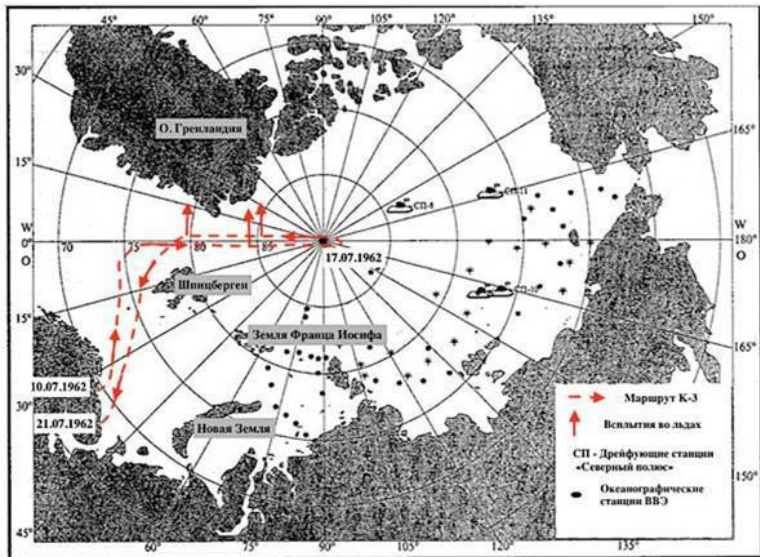 30° 45° 60° 75° 90° 105° 120° 135° 150°
О. Гренландия
15°
165°
СП-8
W
0°
O
70
75
80
85
W
180°
O
17.07.1962
Шпицберген
15°
Земля Франца Иосифа
165°
10.07.1962
30°
21.07.1962
Новая Земля
Маршрут К-3
Всплытия во льдах
СП - Дрейфующие станции
«Северный полюс»
Океанографические
станции ВВЭ
150°
45° 60° 75° 90° 105° 120° 135°